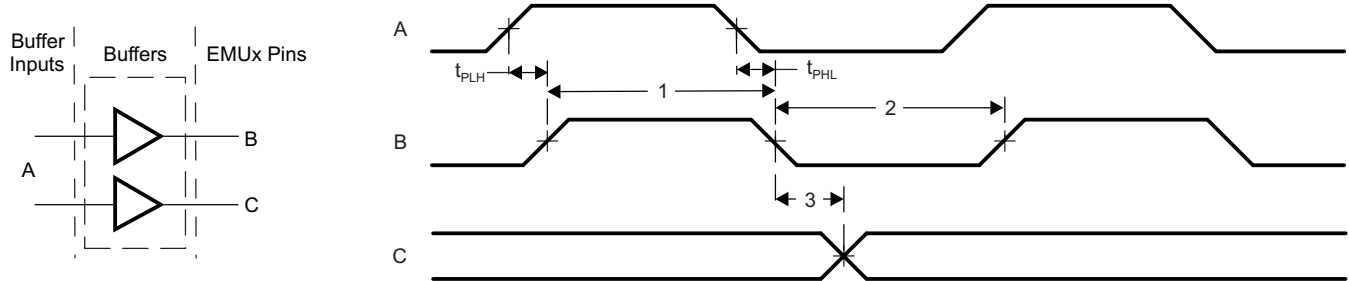 Buffer
Inputs
Buffers
EMUx Pins
A
B
C
A
tPLH
tPHL
1
2
B
3
C